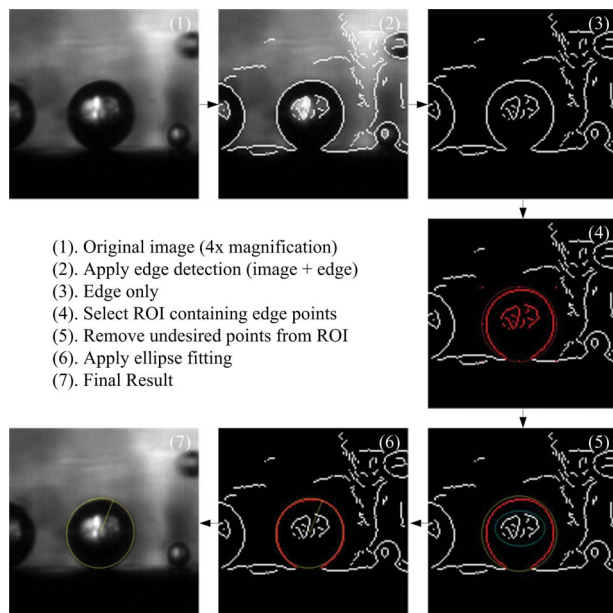 (1)
(2)
(3)
(4)
(1). Original image (4x magnification)
(2). Apply edge detection (image + edge)
(3). Edge only
(4). Select ROI containing edge points
(5). Remove undesired points from ROI
(6). Apply ellipse fitting
(7). Final Result
(7)
(6)
(5)